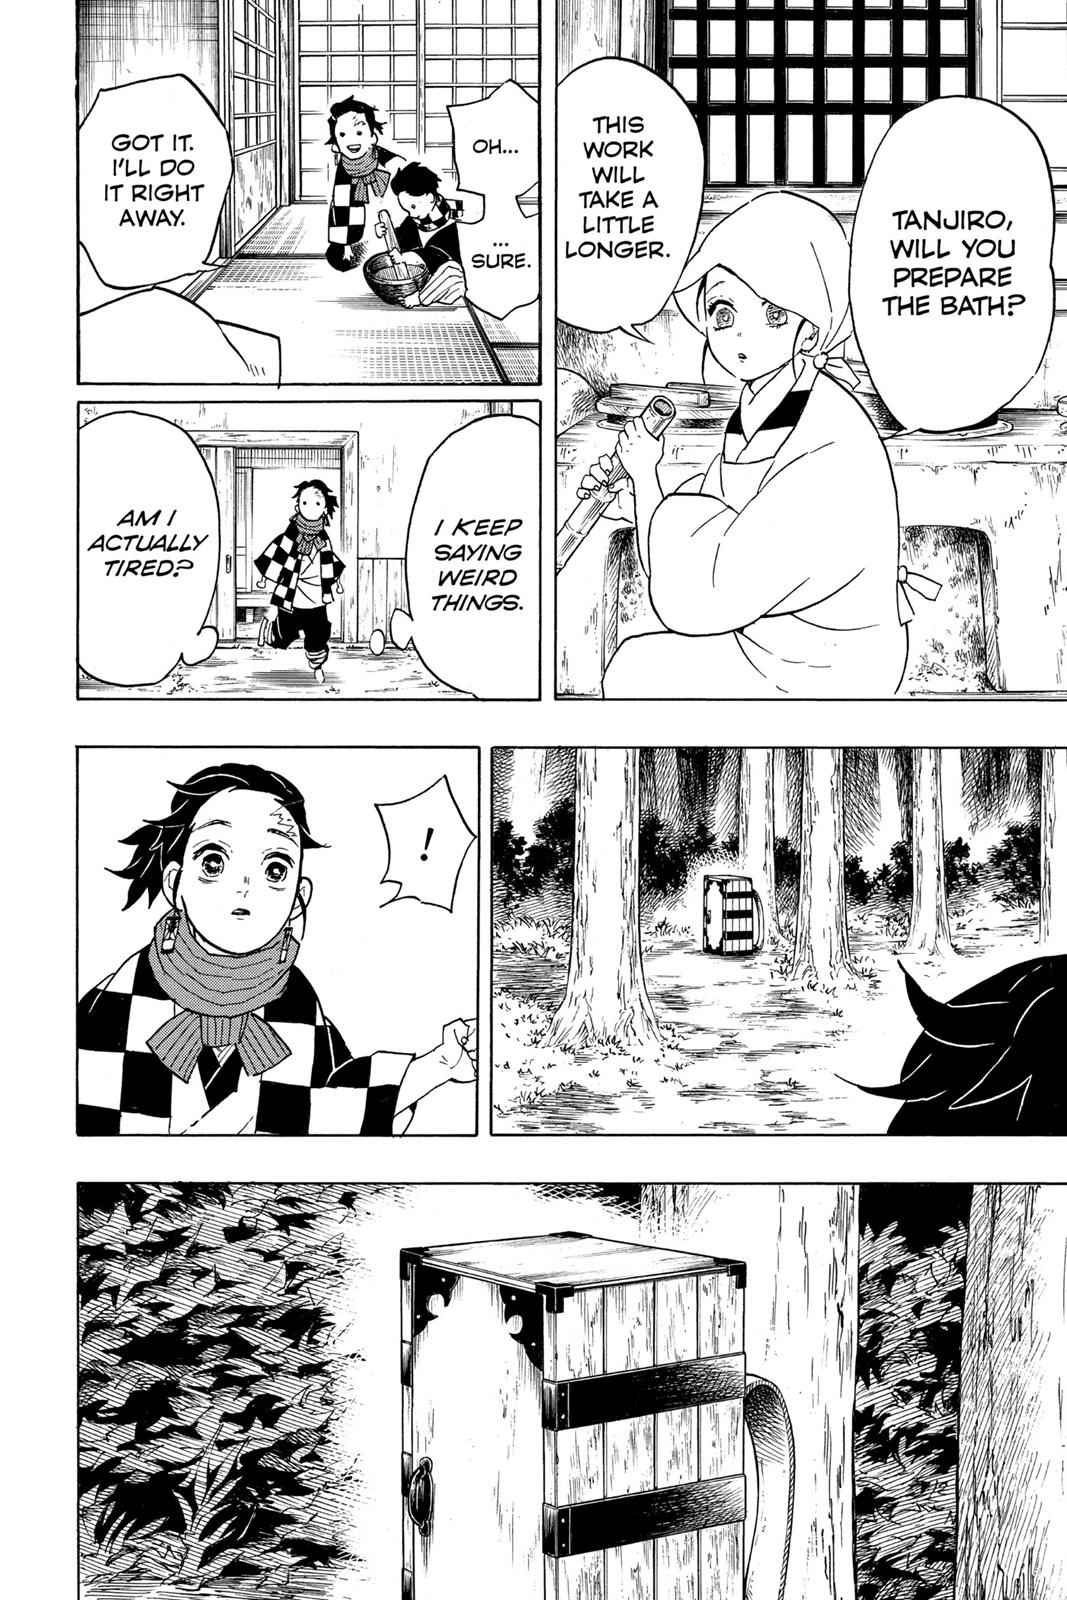 TANJIRO,
WILL YOU
PREPARE
THE BATH?
THIS
WORK
WILL
TAKE A
LITTLE
LONGER.
OH...
...
SURE.
GOT IT.
I'LL DO
IT RIGHT
AWAY.
I KEEP
SAYING
WEIRD
THINGS.
AM I
ACTUALLY
TIRED?
!